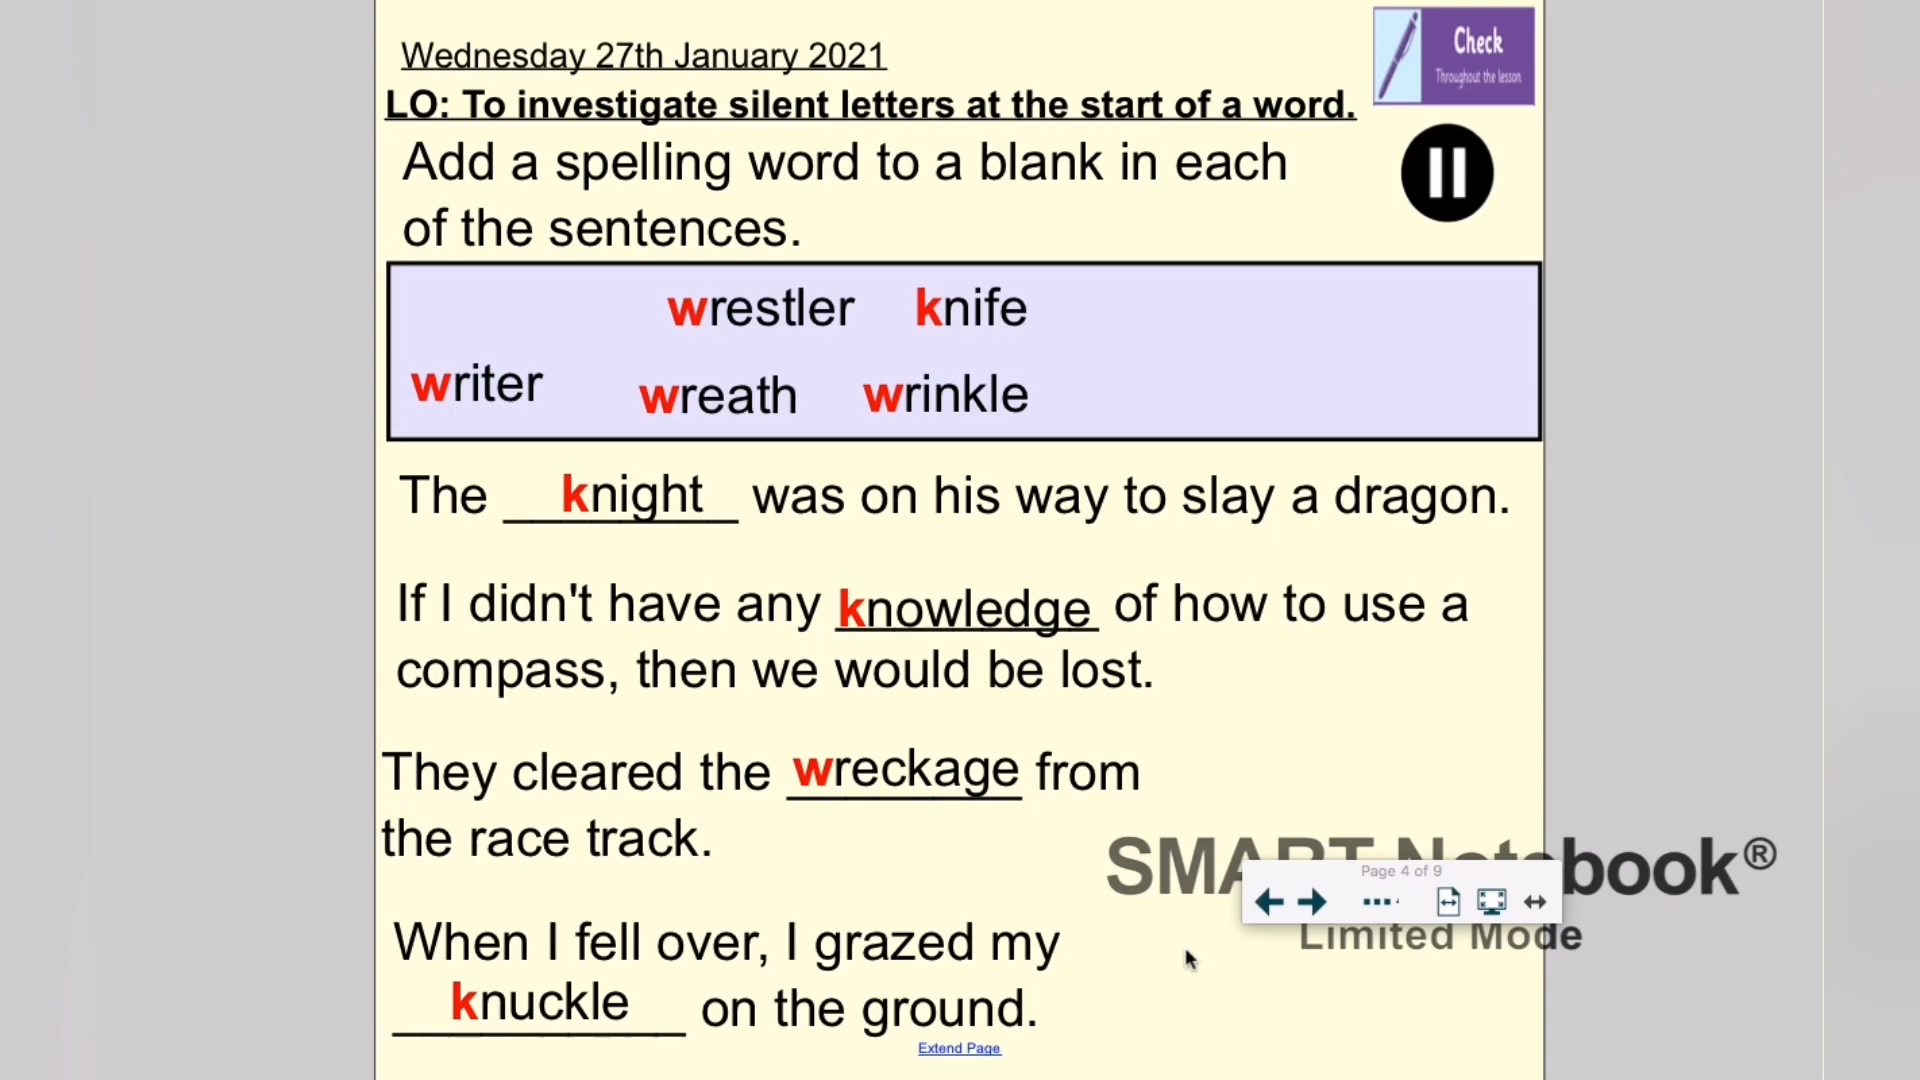 Wednesday 27th January 2021
Check
Throughout the lesson
LO: To investigate silent letters at the start of a word.
Add a spelling word to a blank in each
of the sentences.
wrestler knife
writer wreath wrinkle
The knight was on his way to slay a dragon.
If I didn't have any knowledge of how to use a
compass, then we would be lost.
They cleared the wreckage from
the race track.
SMART Notebook®
Page 4 of 9
Limited Mode
When I fell over, I grazed my
knuckle on the ground.
Extend Page